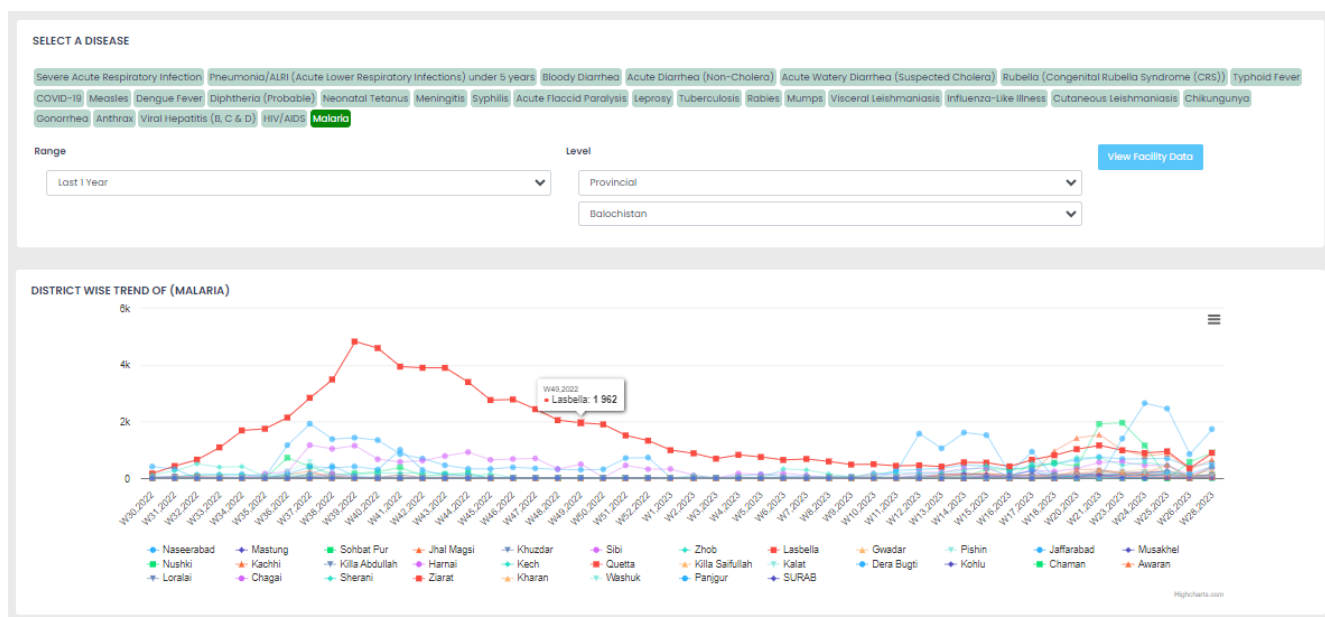 SELECT A DISEASE
Severe Acute Respiratory Infection Pneumonia/ALRI (Acute Lower Respiratory Infections) under 5 years Bloody Diarrhea Acute Diarrhea (Non-Cholera) Acute Watery Diarrhea (Suspected Cholera) Rubella (Congenital Rubella Syndrome (CRS)) Typhoid Fever
COVID-19 Measles Dengue Fever Diphtheria (Probable) Neonatal Tetanus Meningitis Syphilis Acute Flaccid Paralysis Leprosy Tuberculosis Rabies Mumps Visceral Leishmaniasis Influenza-Like Illness Cutaneous Leishmaniasis Chikungunya
Gonorrhea Anthrax Viral Hepatitis (B, C & D) HIV/AIDS Malaria
Range Level View Facility Data
Last 1 Year Provincial
Balochistan
DISTRICT WISE TREND OF (MALARIA)
6k
4k
W49,2022
Lasbella: 1 962
2k
0
W30,2022 W31,2022 W32,2022 W33,2022 W34,2022 W35,2022 W36,2022 W37,2022 W38,2022 W39,2022 W40,2022 W41,2022 W42,2022 W43,2022 W44,2022 W45,2022 W46,2022 W47,2022 W48,2022 W49,2022 W50,2022 W51,2022 W52,2022 W1,2023 W2,2023 W3,2023 W4,2023 W5,2023 W6,2023 W7,2023 W8,2023 W9,2023 W10,2023 W11,2023 W12,2023 W13,2023 W14,2023 W15,2023 W16,2023 W17,2023 W18,2023 W20,2023 W21,2023 W23,2023 W24,2023 W25,2023 W26,2023 W28,2023
Naseerabad Mastung Sohbat Pur Jhal Magsi Khuzdar Sibi Zhob Lasbella Gwadar Pishin Jaffarabad Musakhel
Nushki Kachhi Killa Abdullah Harnai Kech Quetta Killa Saifullah Kalat Dera Bugti Kohlu Chaman Awaran
Loralai Chagai Sherani Ziarat Kharan Washuk Panjgur SURAB
Highcharts.com